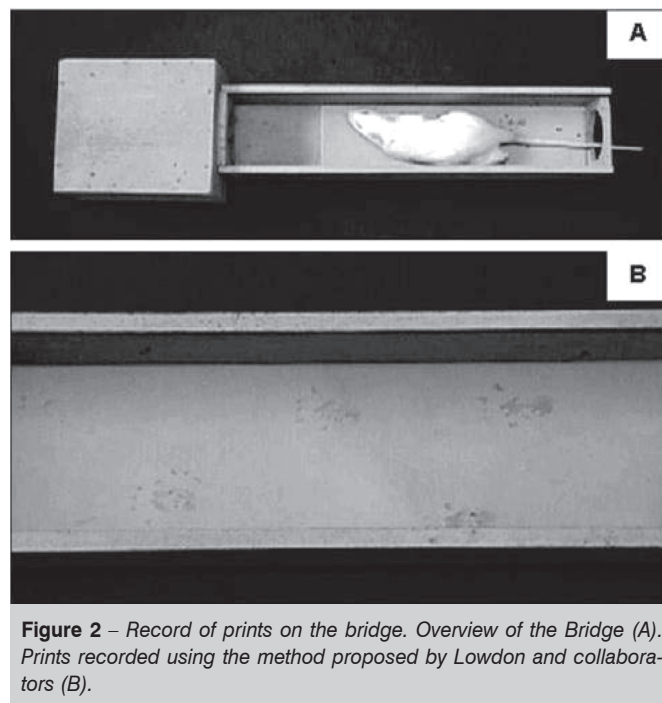 A
B
Figure 2 – Record of prints on the bridge. Overview of the Bridge (A).
Prints recorded using the method proposed by Lowdon and collabora-
tors (B).